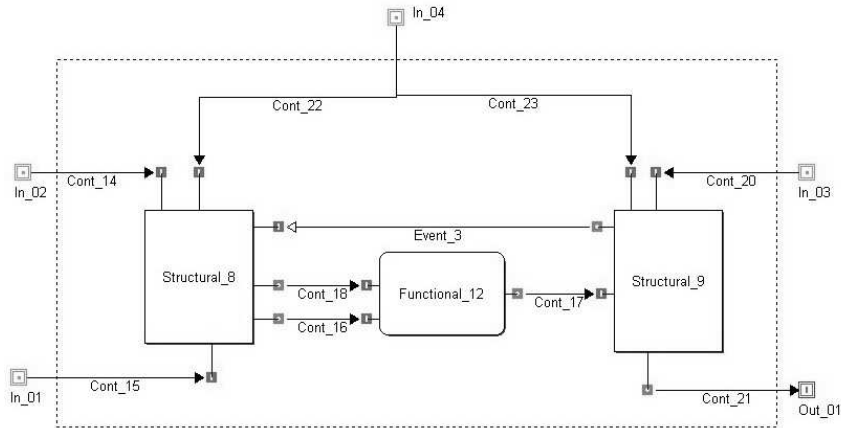 In_04
Cont_22
Cont_23
In_02
Cont_14
Cont_20
In_03
Event_3
Structural_8
Structural_9
Functional_12
Cont_18
Cont_17
Cont_16
In_01
Cont_15
Cont_21
Out_01